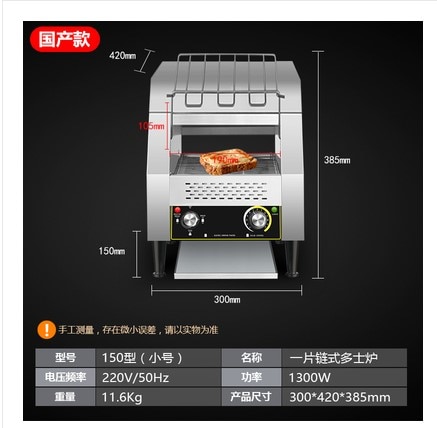 国产款
420mm
165mm
190mm
385mm
150mm
300mm
手工测量，存在微小误差，请以实物为准
型号 150型（小号） 名称 一片链式多士炉
电压频率 220V/50Hz 功率 1300W
重量 11.6Kg 产品尺寸 300*420*385mm